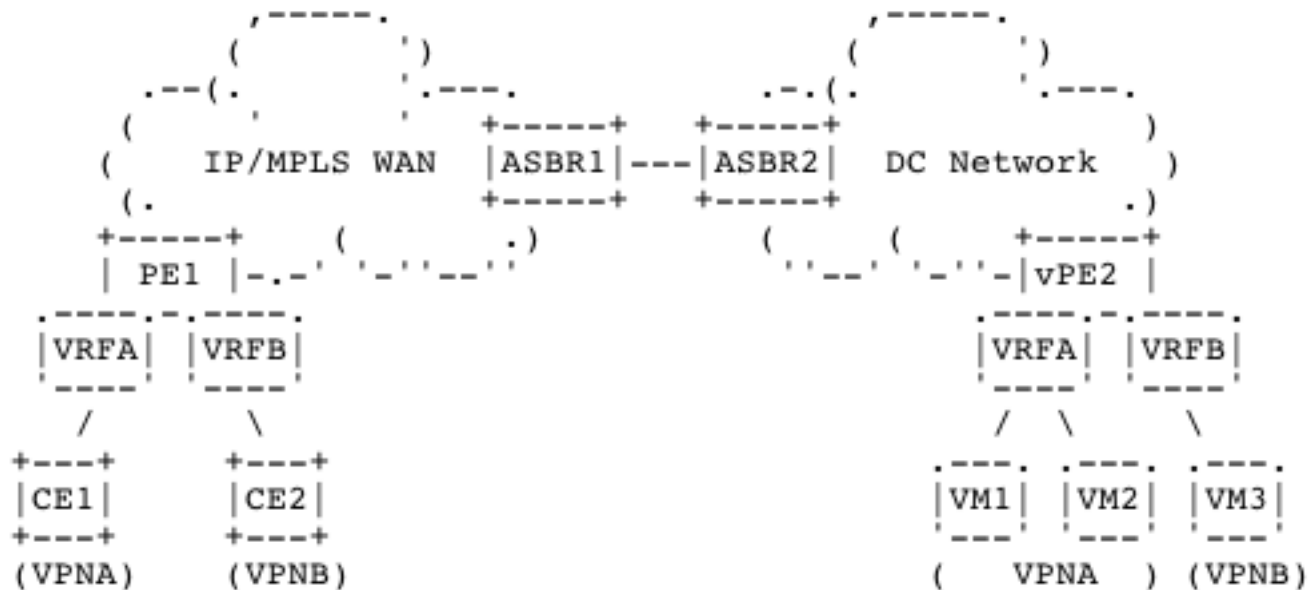 IP/MPLS WAN |ASBR1|---|ASBR2| DC Network
| PE1 | |vPE2 |
|VRFA| |VRFB| |VRFA| |VRFB|
|CE1| |CE2| |VM1| |VM2| |VM3|
(VPNA) (VPNB) ( VPNA ) (VPNB)